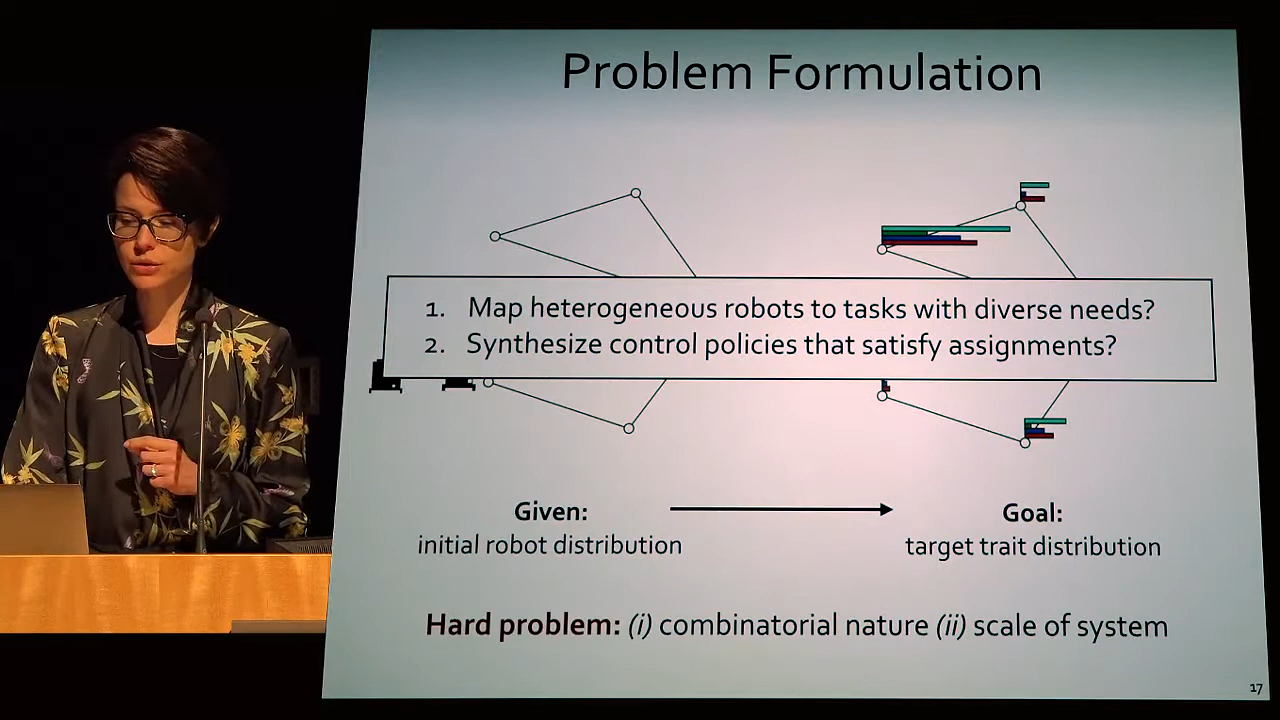 Problem Formulation
1. Map heterogeneous robots to tasks with diverse needs?
2. Synthesize control policies that satisfy assignments?
Given:
initial robot distribution
Goal:
target trait distribution
Hard problem: (i) combinatorial nature (ii) scale of system
17